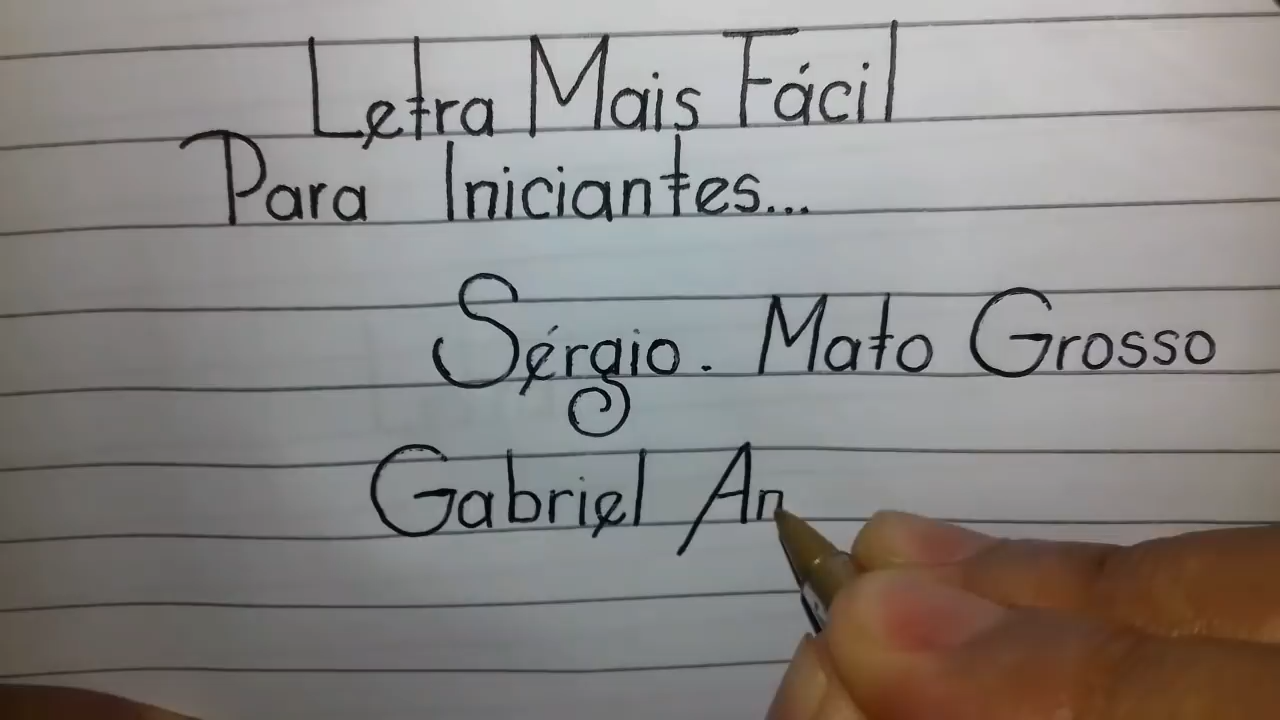 Letra Mais Fácil
Para Iniciantes...
Sérgio. Mato Grosso
Gabriel An